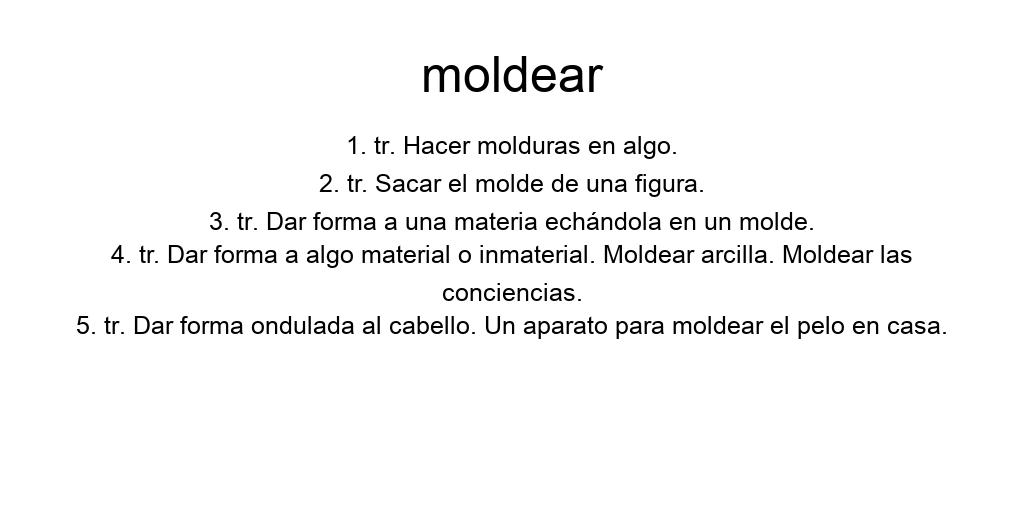 moldear
1. tr. Hacer molduras en algo.
2. tr. Sacar el molde de una figura.
3. tr. Dar forma a una materia echándola en un molde.
4. tr. Dar forma a algo material o inmaterial. Moldear arcilla. Moldear las
conciencias.
5. tr. Dar forma ondulada al cabello. Un aparato para moldear el pelo en casa.